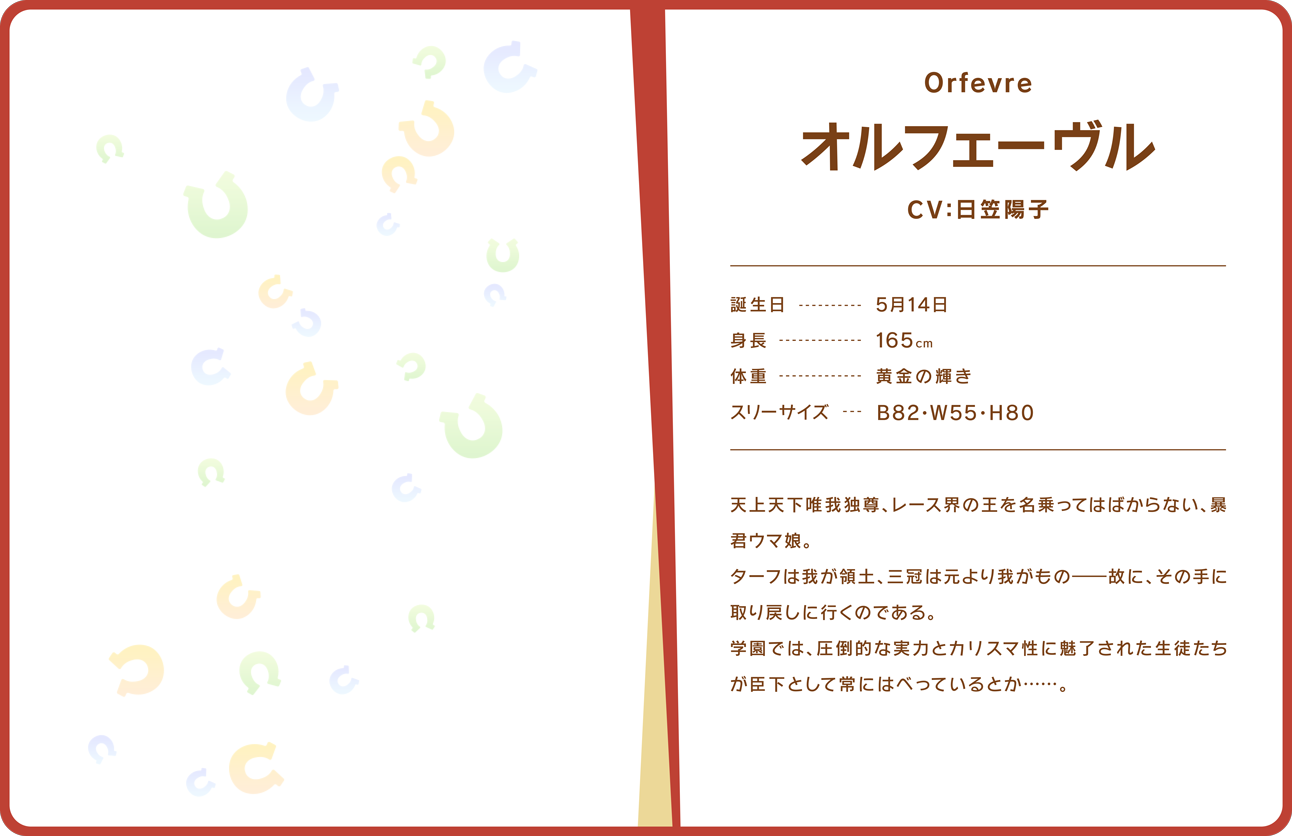 Orfevre
オルフェーヴル
CV:日笠陽子
誕生日 ---------- 5月14日
身長 ------------- 165cm
体重 ------------- 黄金の輝き
スリーサイズ --- B82・W55・H80
天上天下唯我独尊、レース界の王を名乗ってはばからない、暴
君ウマ娘。
ターフは我が領土、三冠は元より我がもの――故に、その手に
取り戻しに行くのである。
学園では、圧倒的な実力とカリスマ性に魅了された生徒たち
が臣下として常にはべっているとか……。